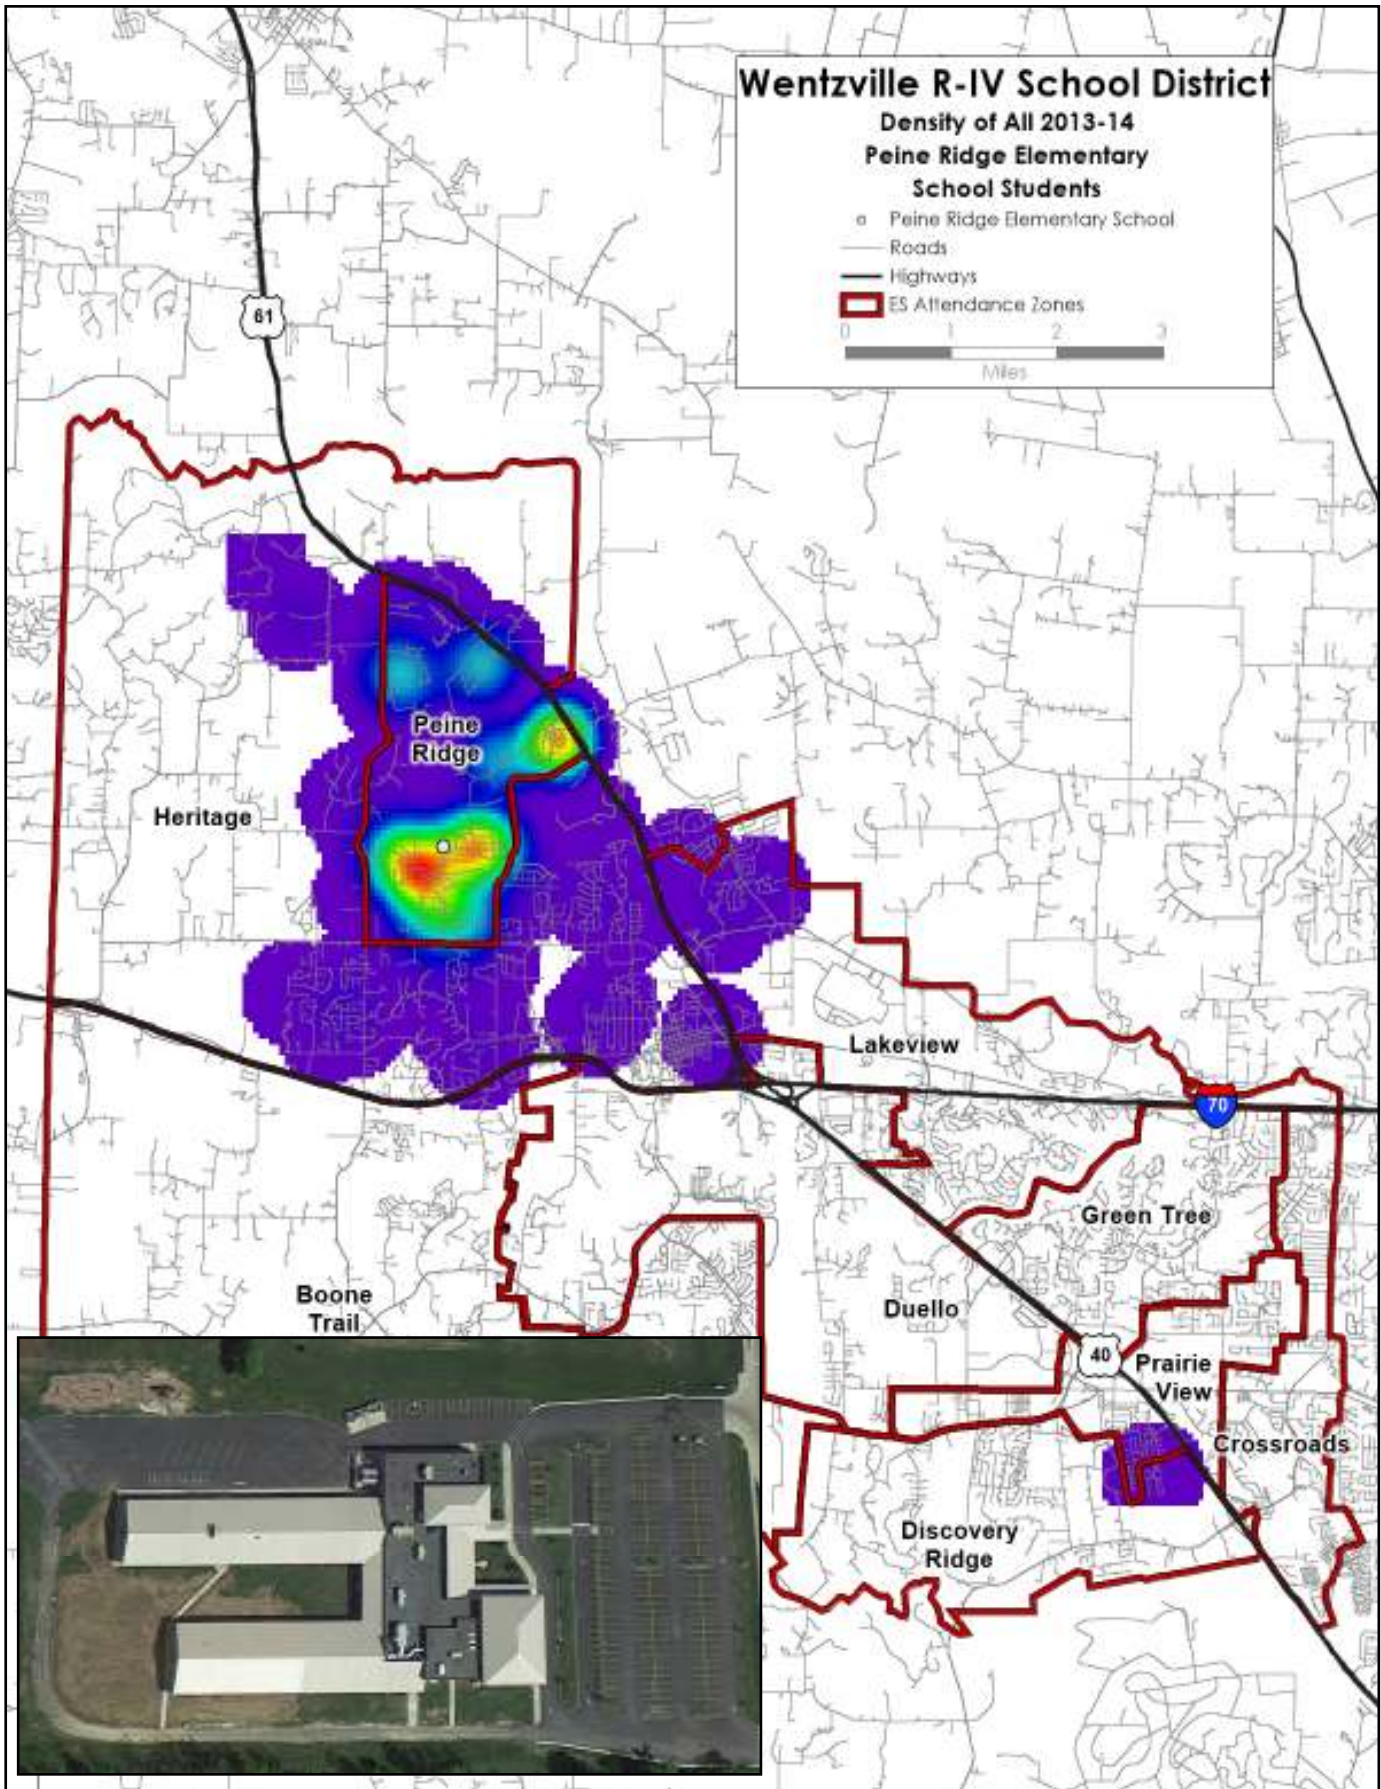 Wentzville R-IV School District
Density of All 2013-14
Peine Ridge Elementary
School Students
Peine Ridge Elementary School
Roads
Highways
ES Attendance Zones
0 1 2 3
Miles
61
Peine
Ridge
Heritage
Lakeview
70
Green Tree
Boone
Trail
Duello
40
Prairie
View
Crossroads
Discovery
Ridge